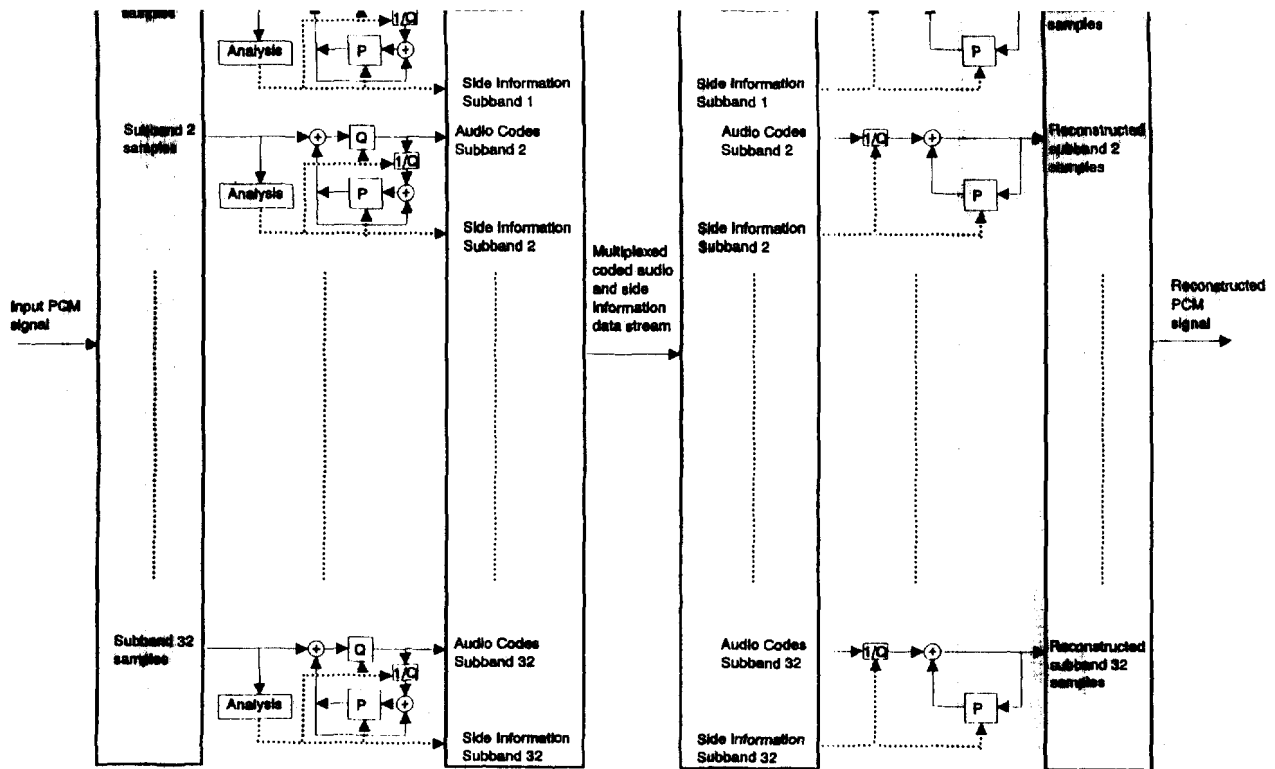 samples
1/Q
Analysis
P
+
Side Information
Subband 1
Subband 2
samples
+
Q
Audio Codes
Subband 2
1/Q
Analysis
P
+
Side Information
Subband 2
Input PCM
signal
Subband 32
samples
+
Q
Audio Codes
Subband 32
1/Q
Analysis
P
+
Side Information
Subband 32
Multiplexed
coded audio
and side
information
data stream
samples
P
Side Information
Subband 1
Audio Codes
Subband 2
1/Q
+
Reconstructed
subband 2
samples
P
Side Information
Subband 2
Reconstructed
PCM
signal
Audio Codes
Subband 32
1/Q
+
Reconstructed
subband 32
samples
P
Side Information
Subband 32